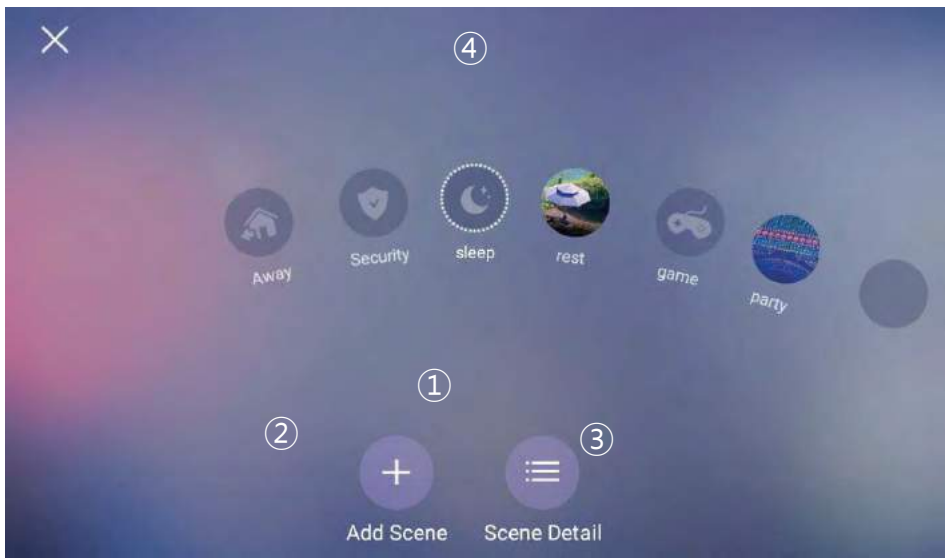 ④
Away
Security
sleep
rest
game
party
①
②
③
Add Scene
Scene Detail